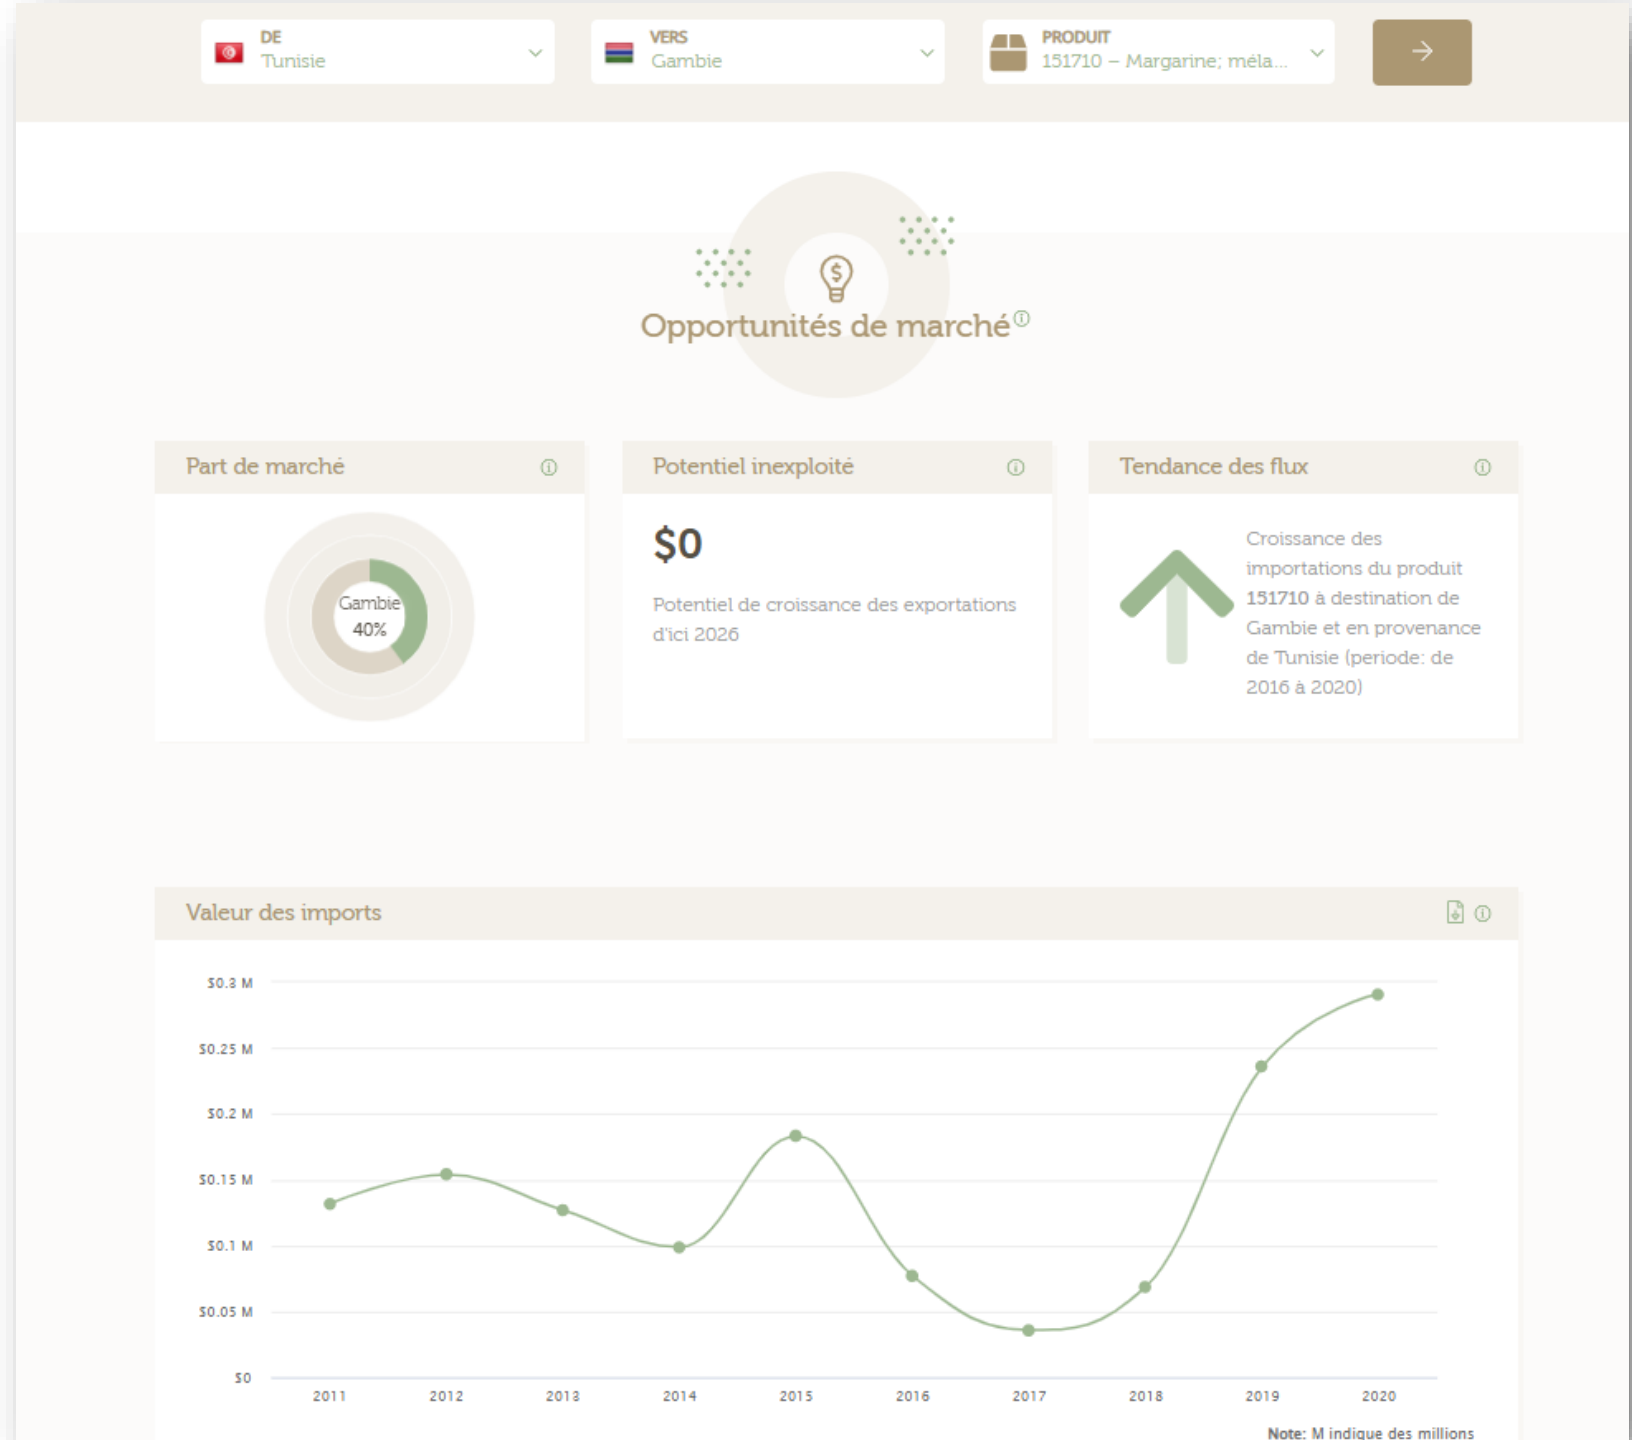 DE
Tunisie
VERS
Gambie
PRODUIT
151710 – Margarine; méla...
Opportunités de marché
Part de marché
Gambie
40%
Potentiel inexploité
$0
Potentiel de croissance des exportations
d'ici 2026
Tendance des flux
Croissance des
importations du produit
151710 à destination de
Gambie et en provenance
de Tunisie (periode: de
2016 à 2020)
Valeur des imports
$0.3 M
$0.25 M
$0.2 M
$0.15 M
$0.1 M
$0.05 M
$0
2011 2012 2013 2014 2015 2016 2017 2018 2019 2020
Note: M indique des millions